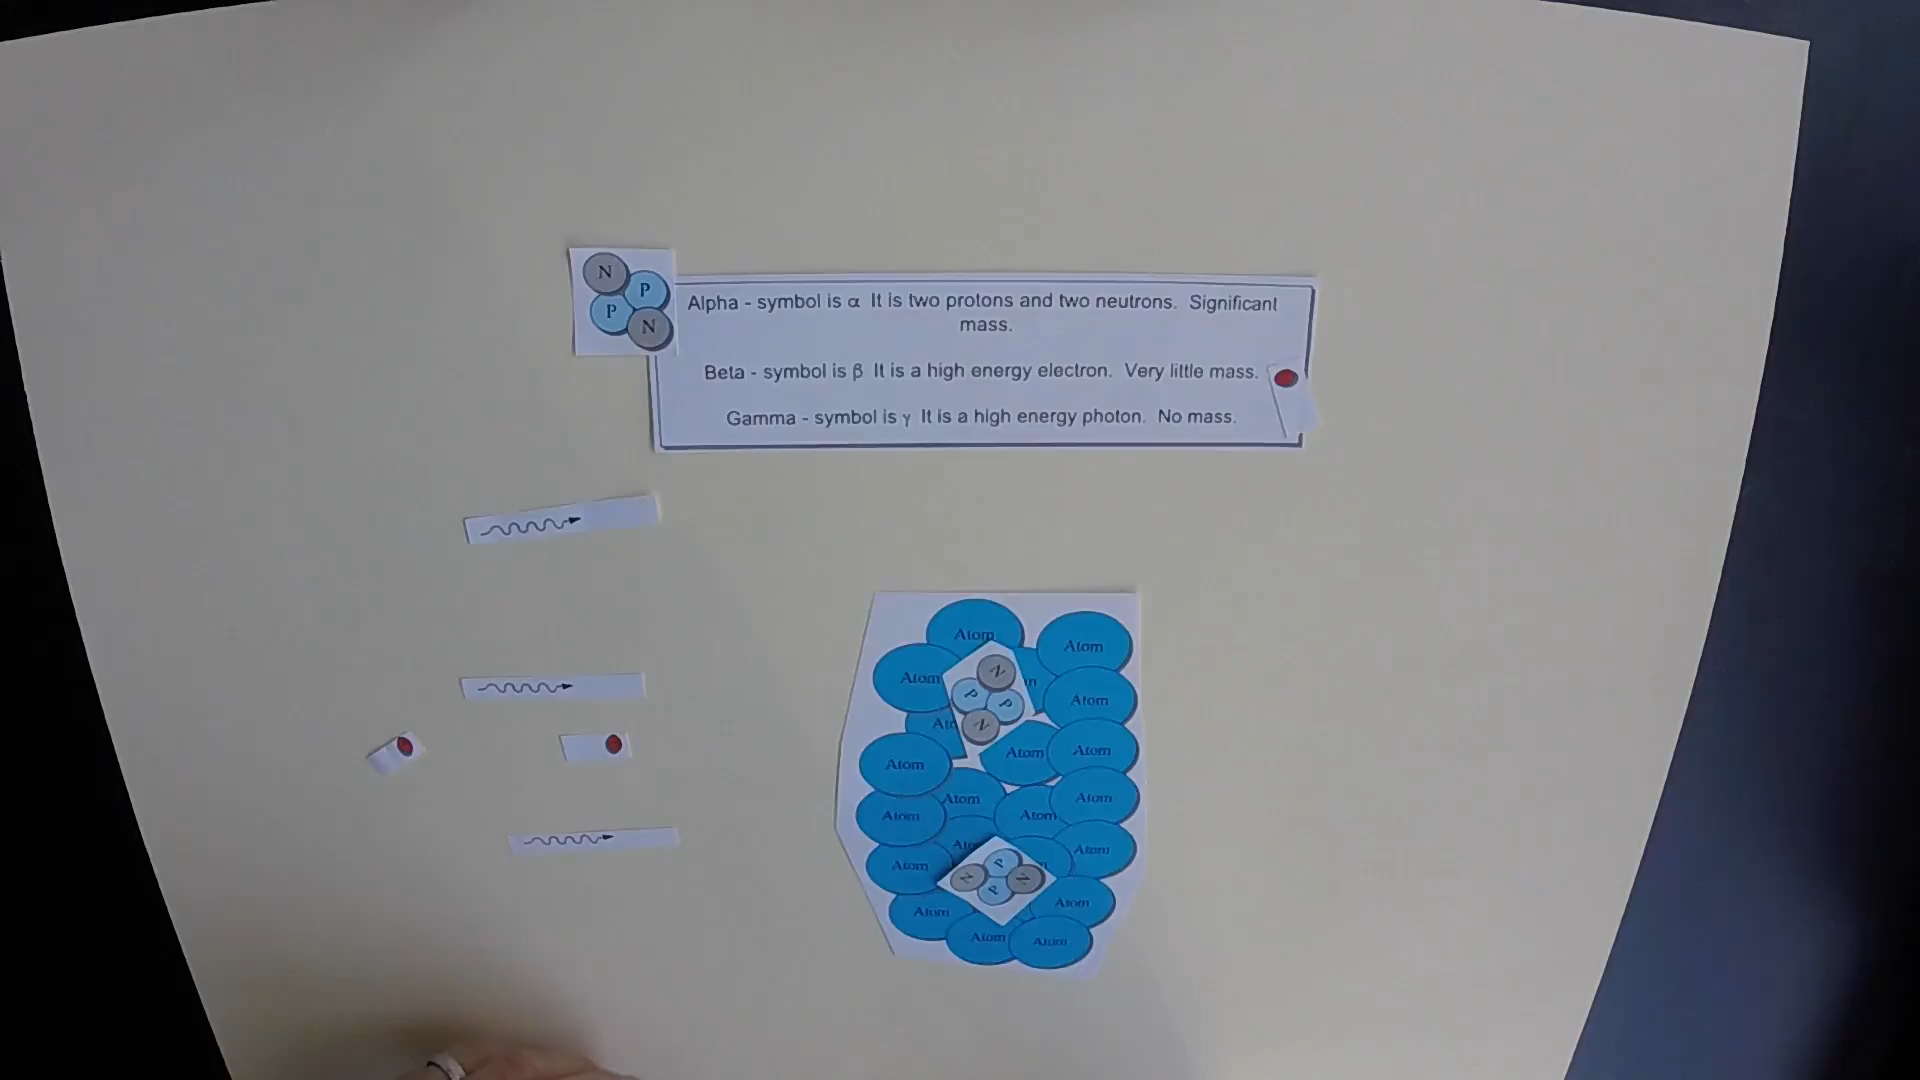 N
P
P
N
Alpha - symbol is α It is two protons and two neutrons. Significant
mass.
Beta - symbol is β It is a high energy electron. Very little mass.
Gamma - symbol is γ It is a high energy photon. No mass.
Atom
Atom
Atom
N
P
P
N
Atom
Atom
Atom
Atom
Atom
Atom
Atom
Atom
Atom
Atom
Atom
P
N
N
P
Atom
Atom
Atom
Atom